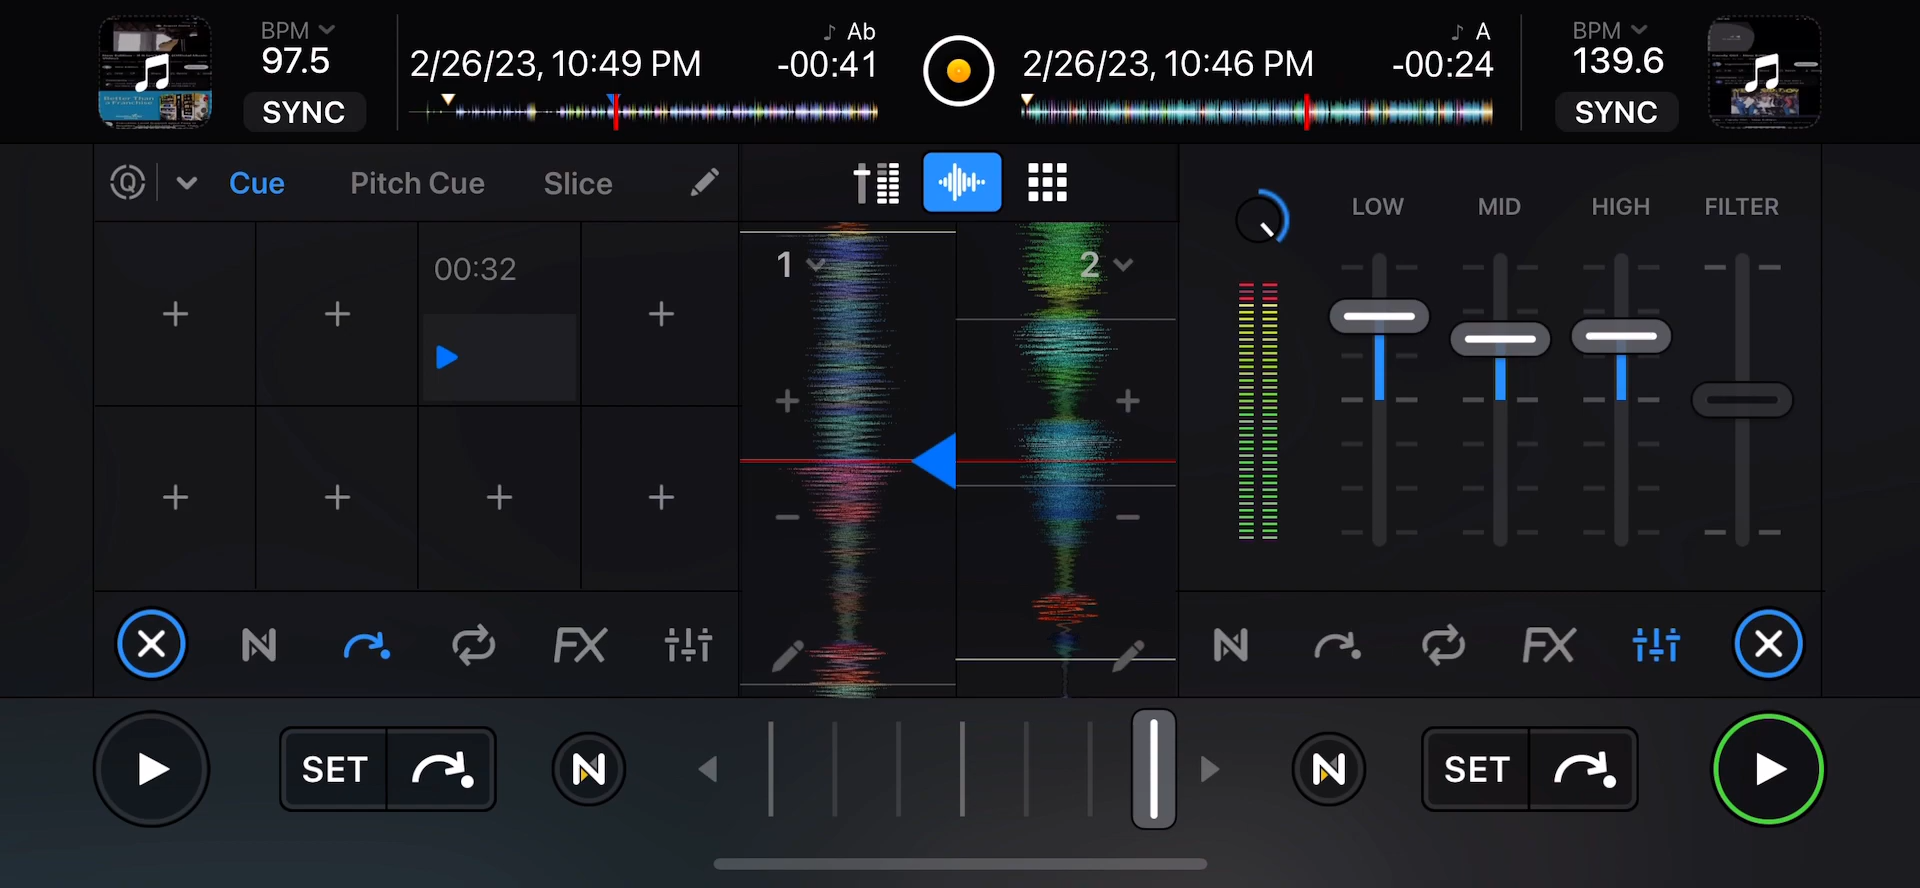 BPM
97.5
SYNC
2/26/23, 10:49 PM
Ab
-00:41
2/26/23, 10:46 PM
A
-00:24
BPM
139.6
SYNC
Q
Cue
Pitch Cue
Slice
00:32
1
2
LOW
MID
HIGH
FILTER
N
FX
N
FX
SET
N
N
SET